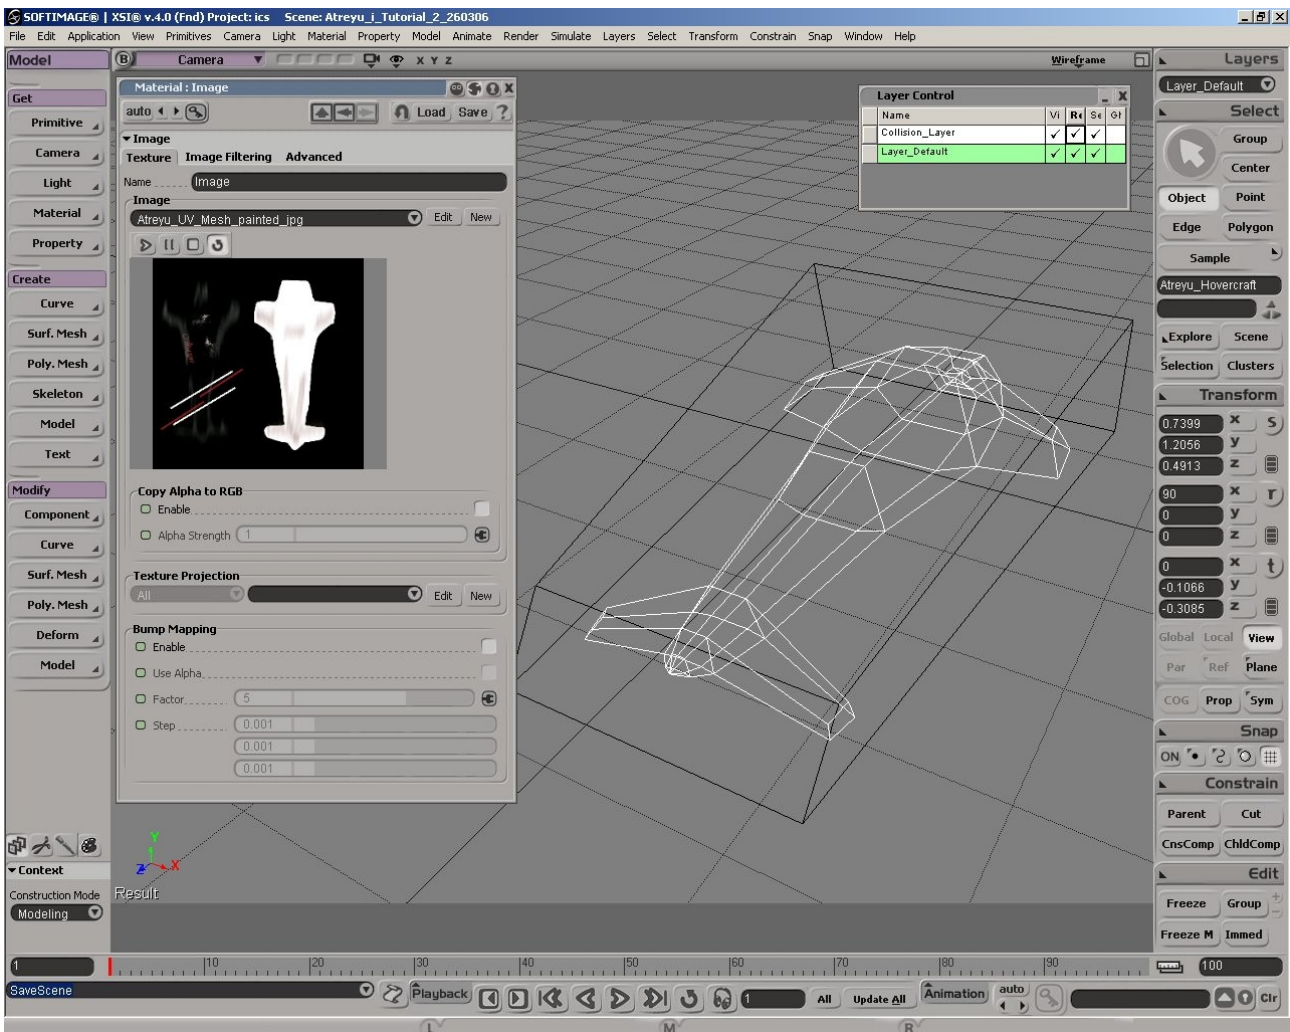 SOFTIMAGE® | XSI® v.4.0 (Fnd) Project: ics Scene: Atreyu_i_Tutorial_2_260306
File Edit Application View Primitives Camera Light Material Property Model Animate Render Simulate Layers Select Transform Constrain Snap Window Help
Model
B Camera X Y Z Wireframe
Layers
Layer_Default
Get
Primitive
Camera
Light
Material
Property
Create
Curve
Surf. Mesh
Poly. Mesh
Skeleton
Model
Text
Modify
Component
Curve
Surf. Mesh
Poly. Mesh
Deform
Model
Context
Construction Mode
Modeling
Material : Image
auto Load Save ?
Image
Texture Image Filtering Advanced
Name Image
Image
Atreyu_UV_Mesh_painted_jpg Edit New
Copy Alpha to RGB
Enable
Alpha Strength 1
Texture Projection
All Edit New
Bump Mapping
Enable
Use Alpha
Factor 5
Step 0.001
0.001
0.001
Y
Z X
Result
Layer Control
Name Vi Re Se Gh
Collision_Layer
Layer_Default
Select
Group
Center
Object Point
Edge Polygon
Sample
Atreyu_Hovercraft
Explore Scene
Selection Clusters
Transform
0.7399 x s
1.2056 y
0.4913 z
90 x r
0 y
0 z
0 x t
-0.1066 y
-0.3085 z
Global Local View
Par Ref Plane
COG Prop Sym
Snap
ON
Constrain
Parent Cut
CnsComp ChldComp
Edit
Freeze Group + -
Freeze M Immed
1 10 20 30 40 50 60 70 80 90 100
SaveScene Playback 1 All Update All Animation auto Clr
L M R